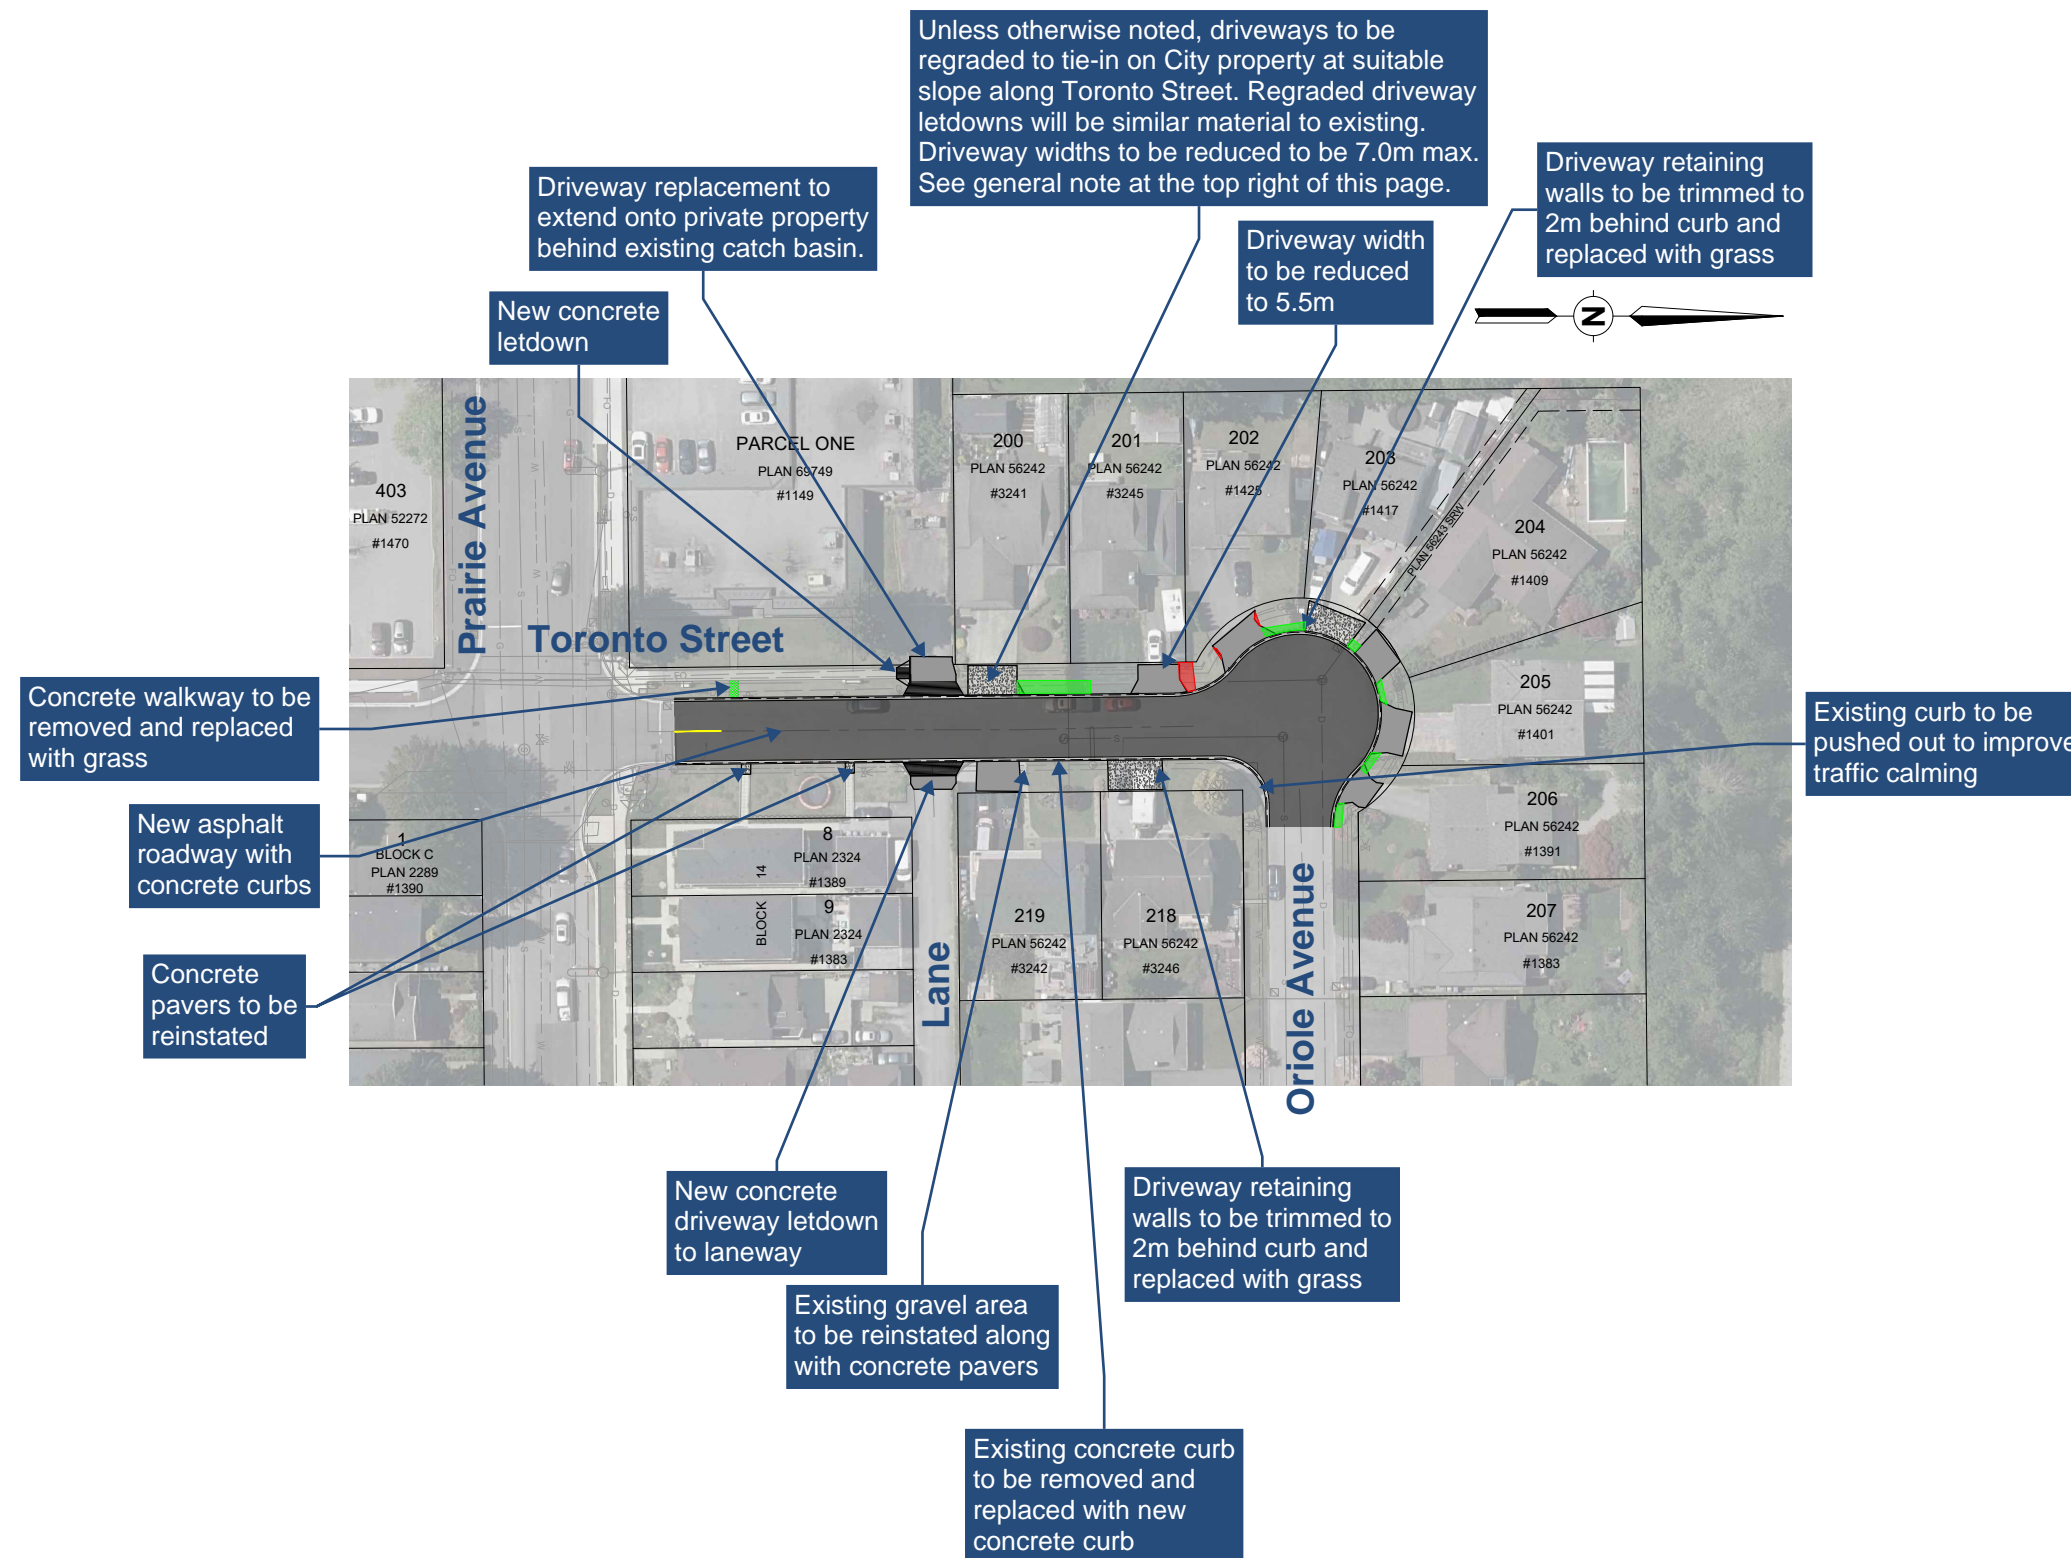 Unless otherwise noted, driveways to be
regraded to tie-in on City property at suitable
slope along Toronto Street. Regraded driveway
letdowns will be similar material to existing.
Driveway widths to be reduced to be 7.0m max.
See general note at the top right of this page.
Driveway replacement to
extend onto private property
behind existing catch basin.
Driveway width
to be reduced
to 5.5m
Driveway retaining
walls to be trimmed to
2m behind curb and
replaced with grass
New concrete
letdown
N
Prairie Avenue
Toronto Street
403
PLAN 52272
#1470
PARCEL ONE
PLAN 69749
#1149
200
PLAN 56242
#3241
201
PLAN 56242
#3245
202
PLAN 56242
#1425
203
PLAN 56242
#1417
PLAN 56243 SRW
204
PLAN 56242
#1409
205
PLAN 56242
#1401
206
PLAN 56242
#1391
207
PLAN 56242
#1383
Concrete walkway to be
removed and replaced
with grass
Existing curb to be
pushed out to improve
traffic calming
New asphalt
roadway with
concrete curbs
1
BLOCK C
PLAN 2289
#1390
8
PLAN 2324
#1389
BLOCK 14
9
PLAN 2324
#1383
Lane
219
PLAN 56242
#3242
218
PLAN 56242
#3246
Oriole Avenue
Concrete
pavers to be
reinstated
New concrete
driveway letdown
to laneway
Driveway retaining
walls to be trimmed to
2m behind curb and
replaced with grass
Existing gravel area
to be reinstated along
with concrete pavers
Existing concrete curb
to be removed and
replaced with new
concrete curb